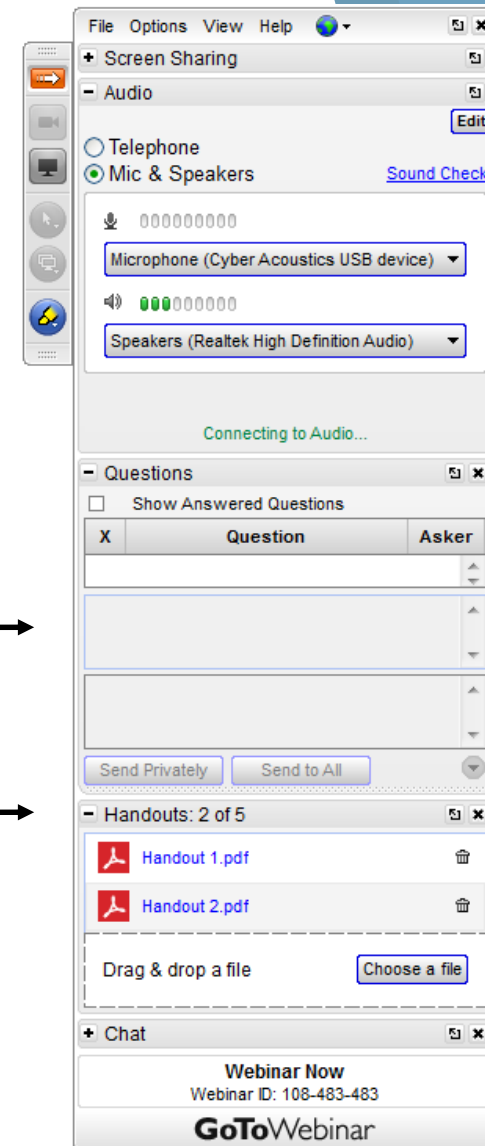 File Options View Help
Screen Sharing
Audio
Edit
Telephone
Mic & Speakers Sound Check
000000000
Microphone (Cyber Acoustics USB device)
000000000
Speakers (Realtek High Definition Audio)
Connecting to Audio...
Questions
Show Answered Questions
X Question Asker
Send Privately Send to All
Handouts: 2 of 5
Handout 1.pdf
Handout 2.pdf
Drag & drop a file Choose a file
Chat
Webinar Now
Webinar ID: 108-483-483
GoToWebinar